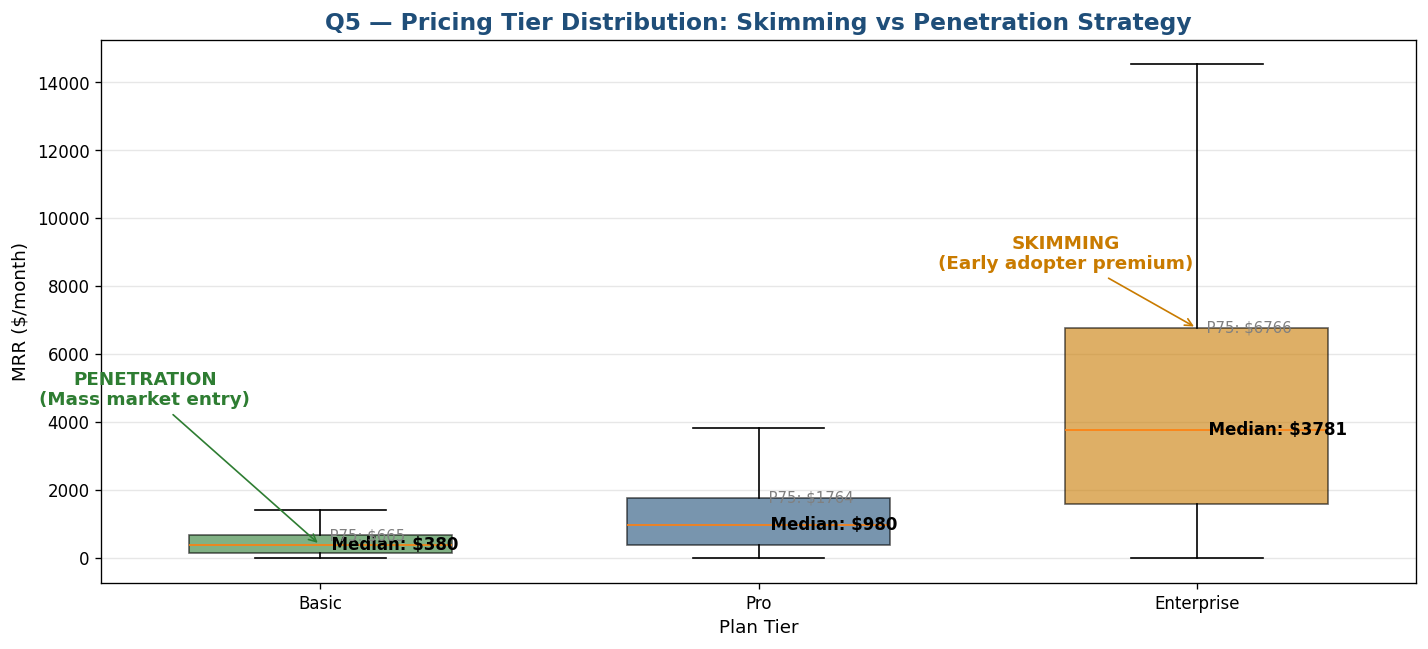 Q5 — Pricing Tier Distribution: Skimming vs Penetration Strategy
MRR ($/month)
14000
12000
10000
8000
6000
4000
2000
0
SKIMMING
(Early adopter premium)
P75: $6766
Median: $3781
PENETRATION
(Mass market entry)
P75: $1764
Median: $980
P75: $665
Median: $380
Basic
Pro
Enterprise
Plan Tier